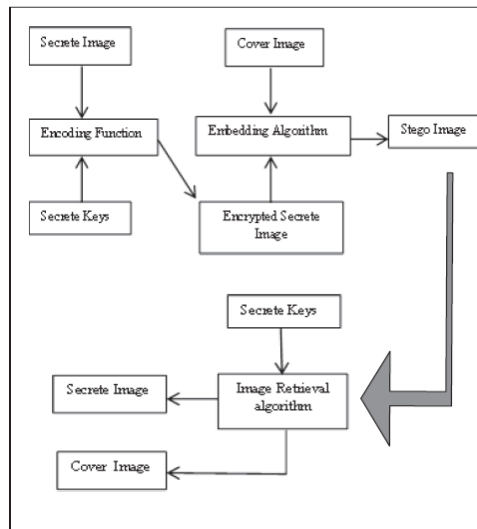 Secrete Image
Cover Image
Encoding Function
Embedding Algorithm
Stego Image
Secrete Keys
Encrypted Secrete
Image
Secrete Keys
Secrete Image
Image Retrieval
algorithm
Cover Image